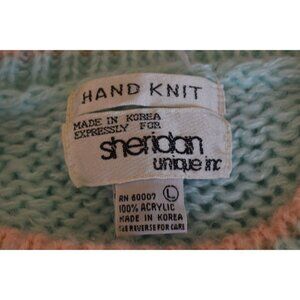 HAND KNIT
MADE IN KOREA
EXPRESSLY FOR
sheridan
unique inc
RN 60007 L
100% ACRYLIC
MADE IN KOREA
REVERSE FOR CARE